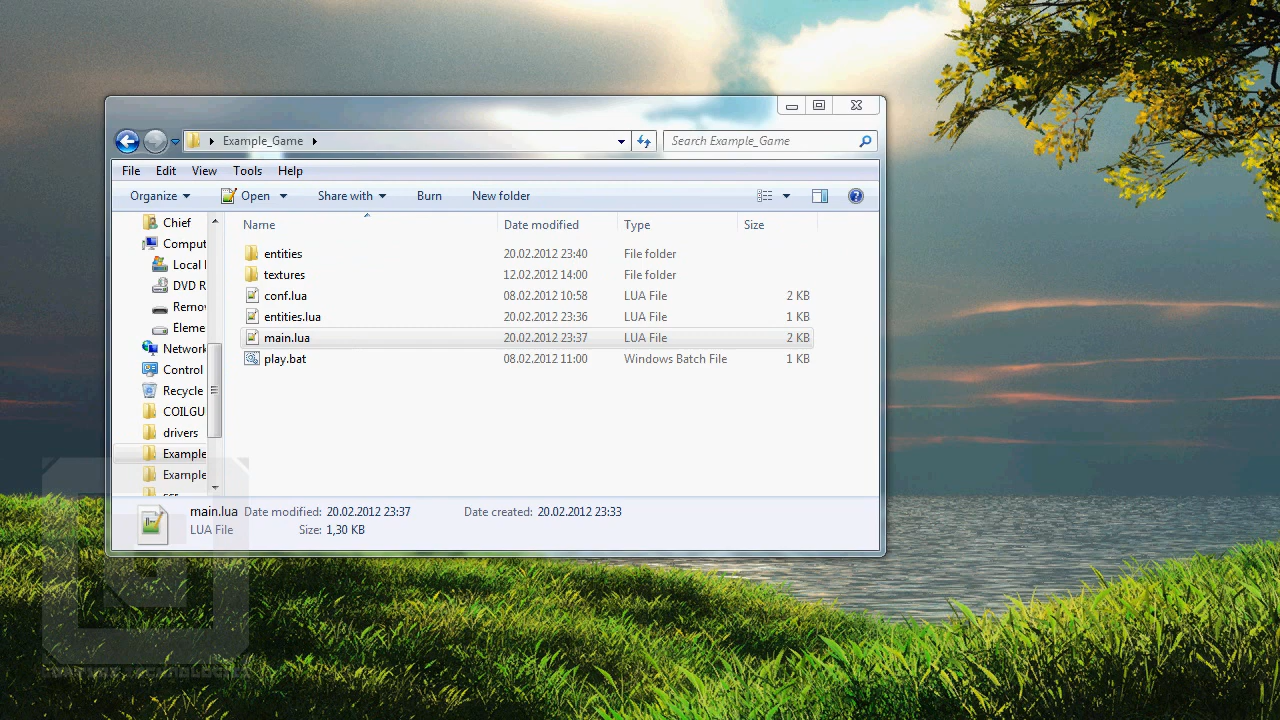 Example_Game
Search Example_Game
File Edit View Tools Help
Organize Open Share with Burn New folder
Name Date modified Type Size
Chief
Comput
Local
DVD R
Remo
Eleme
Network
Control
Recycle
COILGU
drivers
Example
Example
entities 20.02.2012 23:40 File folder
textures 12.02.2012 14:00 File folder
conf.lua 08.02.2012 10:58 LUA File 2 KB
entities.lua 20.02.2012 23:36 LUA File 1 KB
main.lua 20.02.2012 23:37 LUA File 2 KB
play.bat 08.02.2012 11:00 Windows Batch File 1 KB
main.lua Date modified: 20.02.2012 23:37 Date created: 20.02.2012 23:33
LUA File Size: 1,30 KB